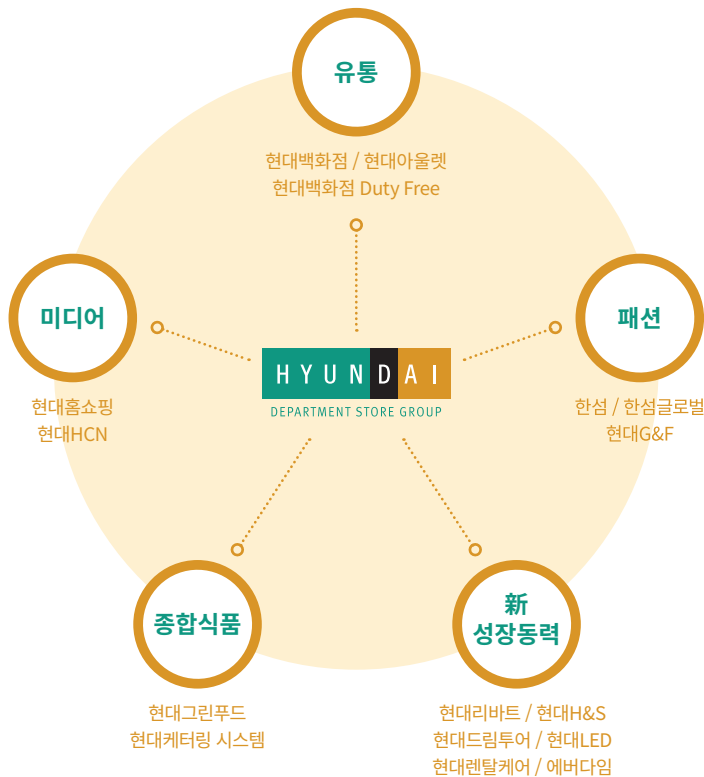 유통
현대백화점 / 현대아울렛
현대백화점 Duty Free
미디어
현대홈쇼핑
현대HCN
패션
한섬 / 한섬글로벌
현대G&F
HYUNDAI
DEPARTMENT STORE GROUP
종합식품
현대그린푸드
현대케터링 시스템
新
성장동력
현대리바트 / 현대H&S
현대드림투어 / 현대LED
현대렌탈케어 / 에버다임